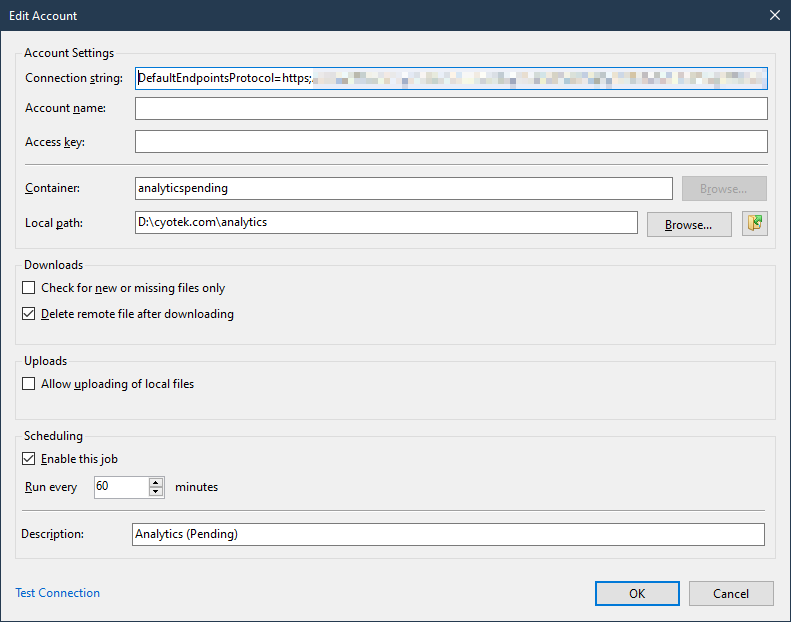 Edit Account
Account Settings
Connection string: DefaultEndpointsProtocol=https;
Account name:
Access key:
Container: analyticspending Browse...
Local path: D:\cyotek.com\analytics Browse...
Downloads
Check for new or missing files only
Delete remote file after downloading
Uploads
Allow uploading of local files
Scheduling
Enable this job
Run every 60 minutes
Description: Analytics (Pending)
Test Connection OK Cancel